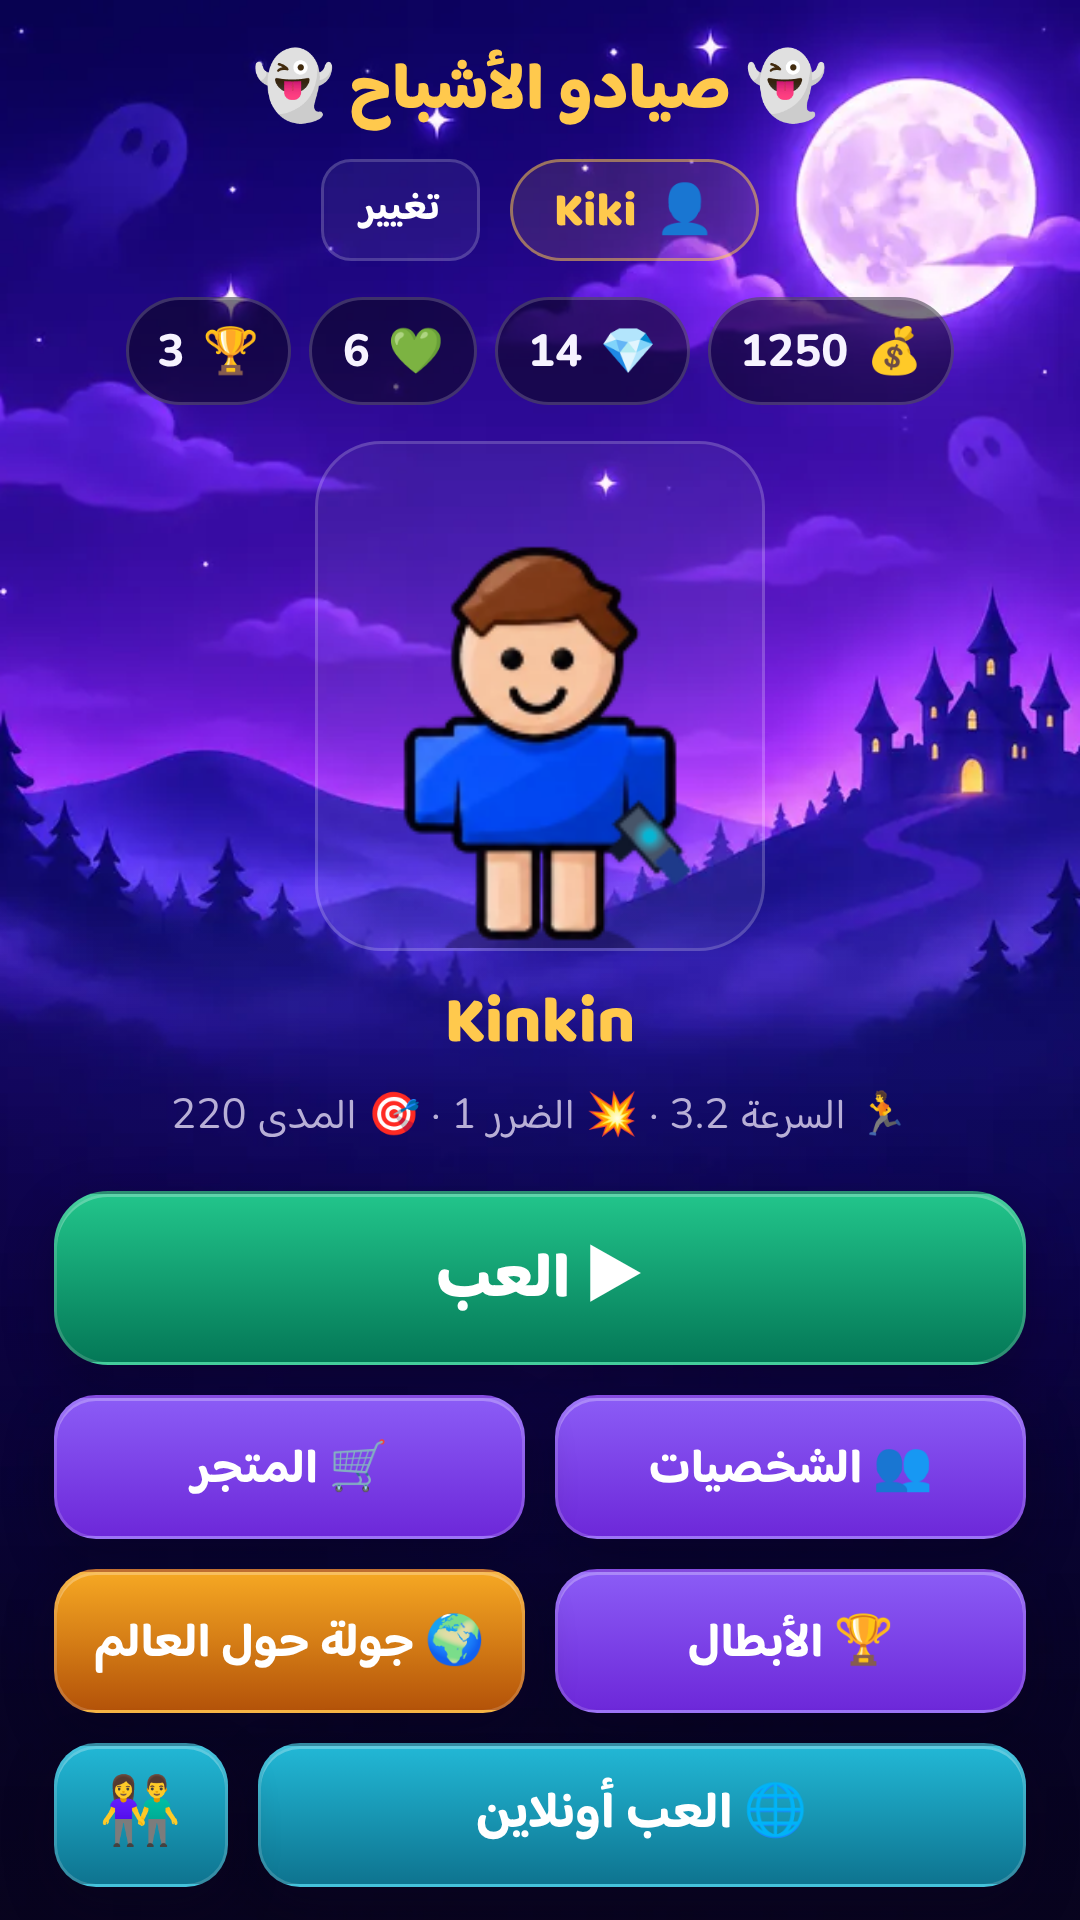 👻 صيادو الأشباح 👻
👤 Kiki تغيير
💰 1250 💎 14 💚 6 🏆 3
Kinkin
🏃 السرعة 3.2 · 💥 الضرر 1 · 🎯 المدى 220
▶ العب
👥 الشخصيات 🛒 المتجر
🏆 الأبطال 🌍 جولة حول العالم
🌐 العب أونلاين 👫